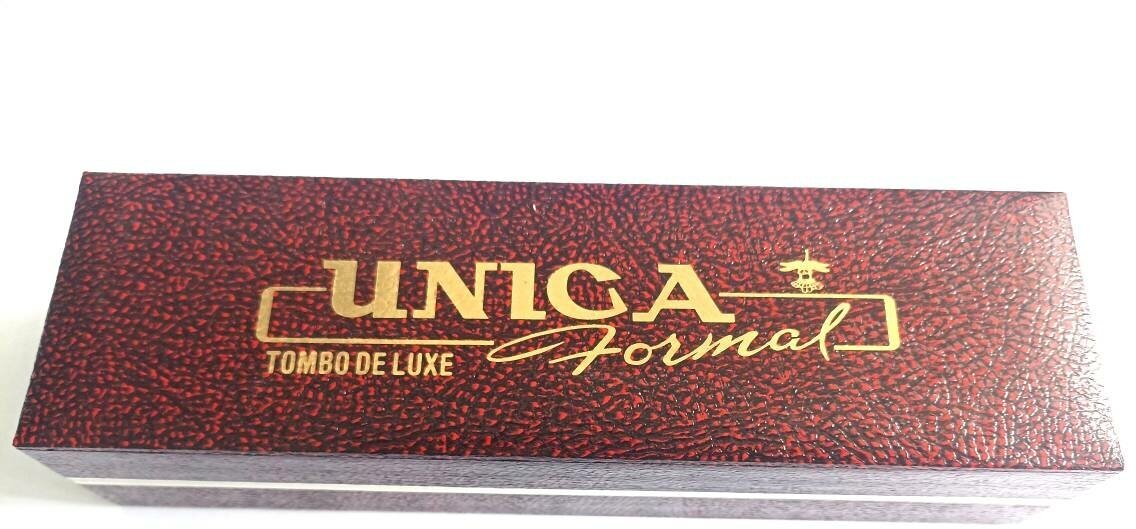 UNICA
Formal
TOMBO DE LUXE